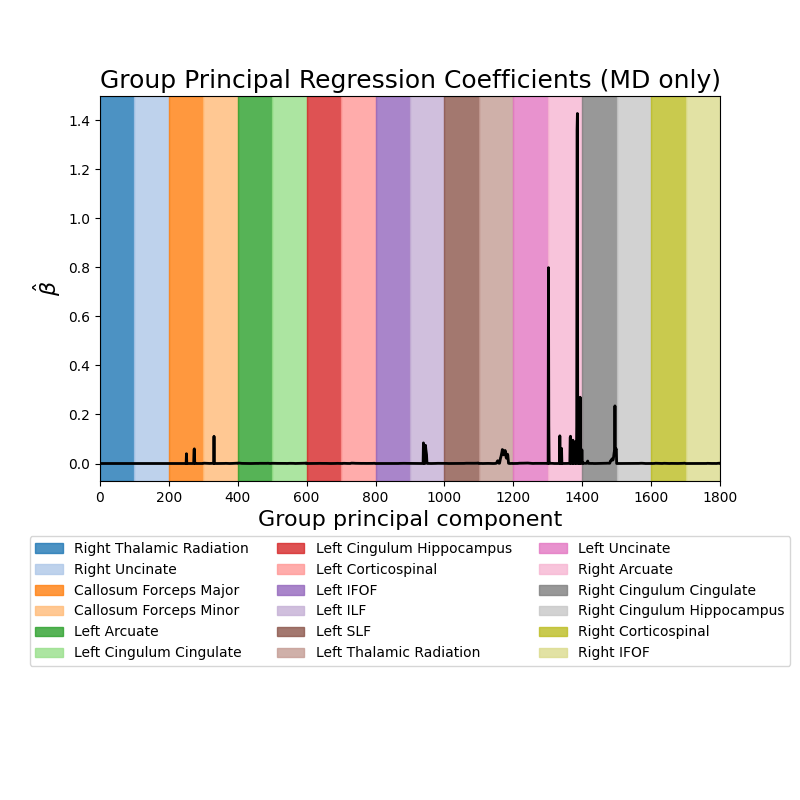 Group Principal Regression Coefficients (MD only)
1.4
1.2
1.0
0.8
0.6
0.4
0.2
0.0
β̂
0 200 400 600 800 1000 1200 1400 1600 1800
Group principal component
Right Thalamic Radiation Left Cingulum Hippocampus Left Uncinate
Right Uncinate Left Corticospinal Right Arcuate
Callosum Forceps Major Left IFOF Right Cingulum Cingulate
Callosum Forceps Minor Left ILF Right Cingulum Hippocampus
Left Arcuate Left SLF Right Corticospinal
Left Cingulum Cingulate Left Thalamic Radiation Right IFOF